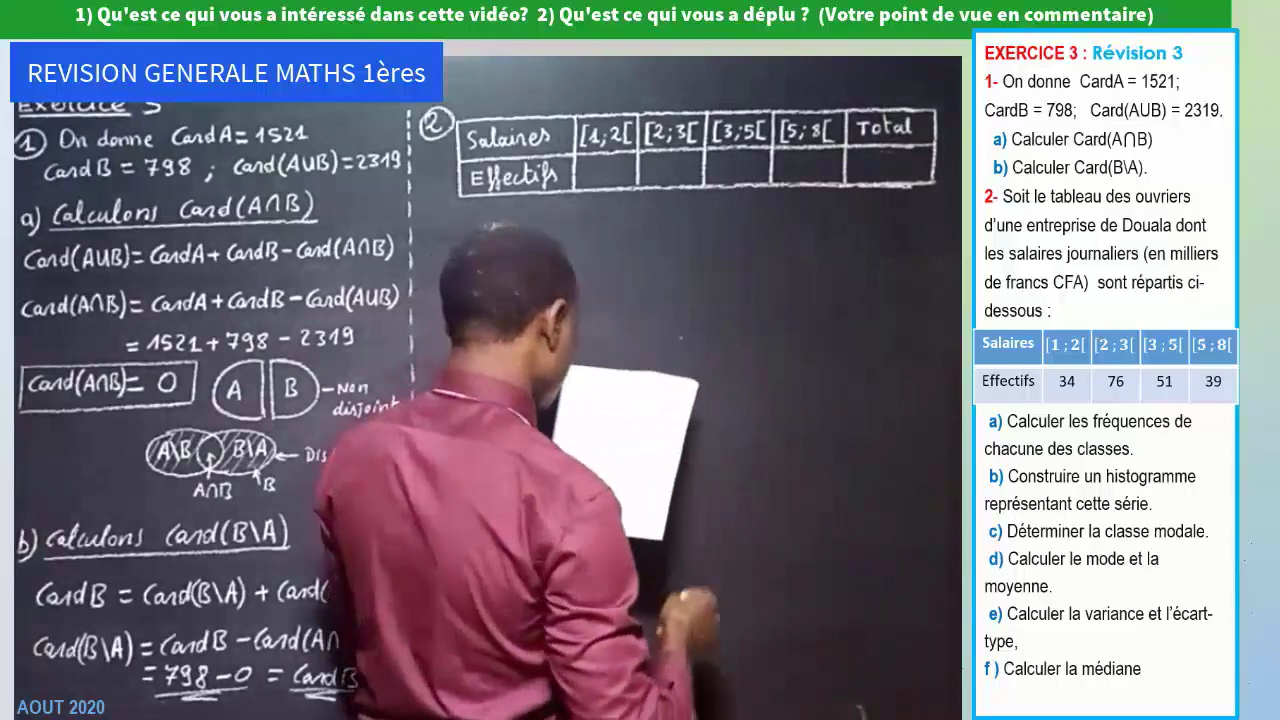 1) Qu'est ce qui vous a intéressé dans cette vidéo? 2) Qu'est ce qui vous a déplu ? (Votre point de vue en commentaire)
REVISION GENERALE MATHS 1ères
Exercice 3
① On donne CardA = 1521
CardB = 798 ; Card(AUB) = 2319
a) Calculons Card(A∩B)
Card(AUB) = CardA + CardB - Card(A∩B)
Card(A∩B) = CardA + CardB - Card(AUB)
= 1521 + 798 - 2319
Card(A∩B) = 0
A B Non
disjoint
A\B B\A
A∩B B
b) Calculons Card(B\A)
CardB = Card(B\A) + Card(
Card(B\A) = CardB - Card(A∩
= 798 - 0 = CardB
②
Salaires [1; 2[ [2; 3[ [3; 5[ [5; 8[ Total
Effectifs
AOUT 2020
EXERCICE 3 : Révision 3
1- On donne CardA = 1521;
CardB = 798; Card(AUB) = 2319.
a) Calculer Card(A⋂B)
b) Calculer Card(B\A).
2- Soit le tableau des ouvriers
d'une entreprise de Douala dont
les salaires journaliers (en milliers
de francs CFA) sont répartis ci-
dessous :
Salaires [1 ; 2[ [2 ; 3[ [3 ; 5[ [5 ; 8[
Effectifs 34 76 51 39
a) Calculer les fréquences de
chacune des classes.
b) Construire un histogramme
représentant cette série.
c) Déterminer la classe modale.
d) Calculer le mode et la
moyenne.
e) Calculer la variance et l'écart-
type,
f ) Calculer la médiane